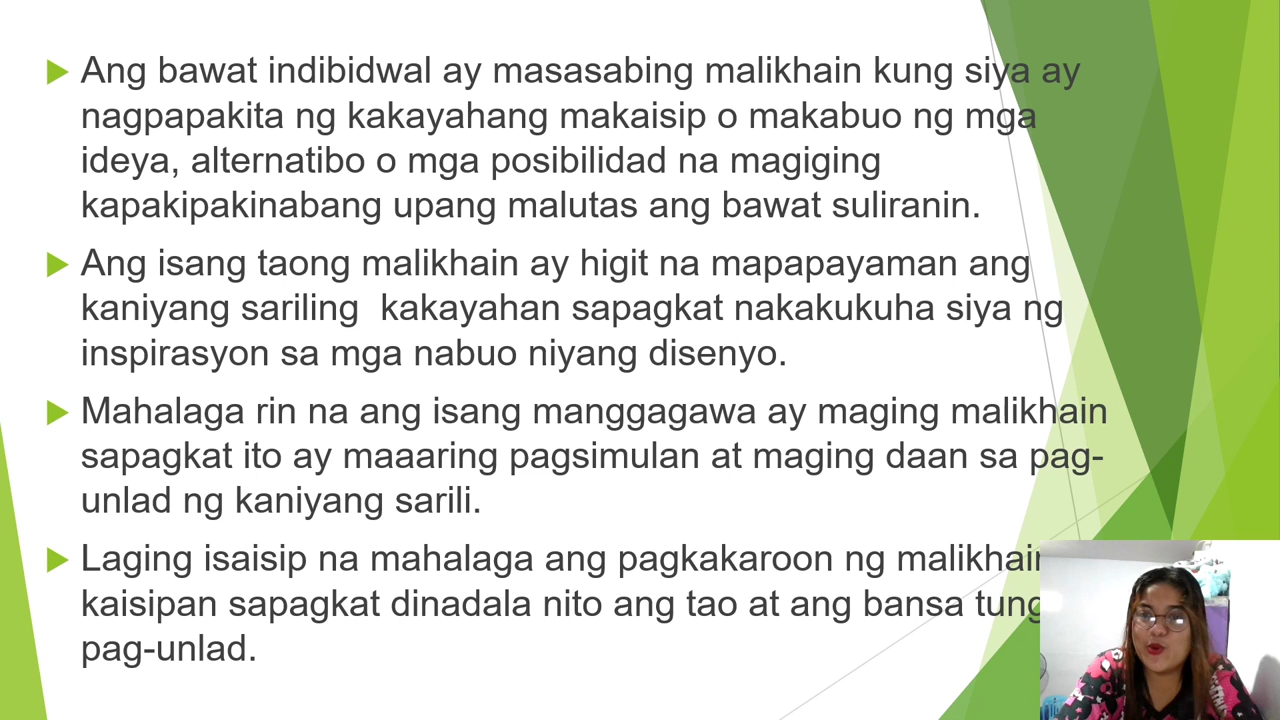 Ang bawat indibidwal ay masasabing malikhain kung siya ay
nagpapakita ng kakayahang makaisip o makabuo ng mga
ideya, alternatibo o mga posibilidad na magiging
kapakipakinabang upang malutas ang bawat suliranin.
Ang isang taong malikhain ay higit na mapapayaman ang
kaniyang sariling  kakayahan sapagkat nakakukuha siya ng
inspirasyon sa mga nabuo niyang disenyo.
Mahalaga rin na ang isang manggagawa ay maging malikhain
sapagkat ito ay maaaring pagsimulan at maging daan sa pag-
unlad ng kaniyang sarili.
Laging isaisip na mahalaga ang pagkakaroon ng
kaisipan sapagkat dinadala nito ang tao at ang bansa
pag-unlad.